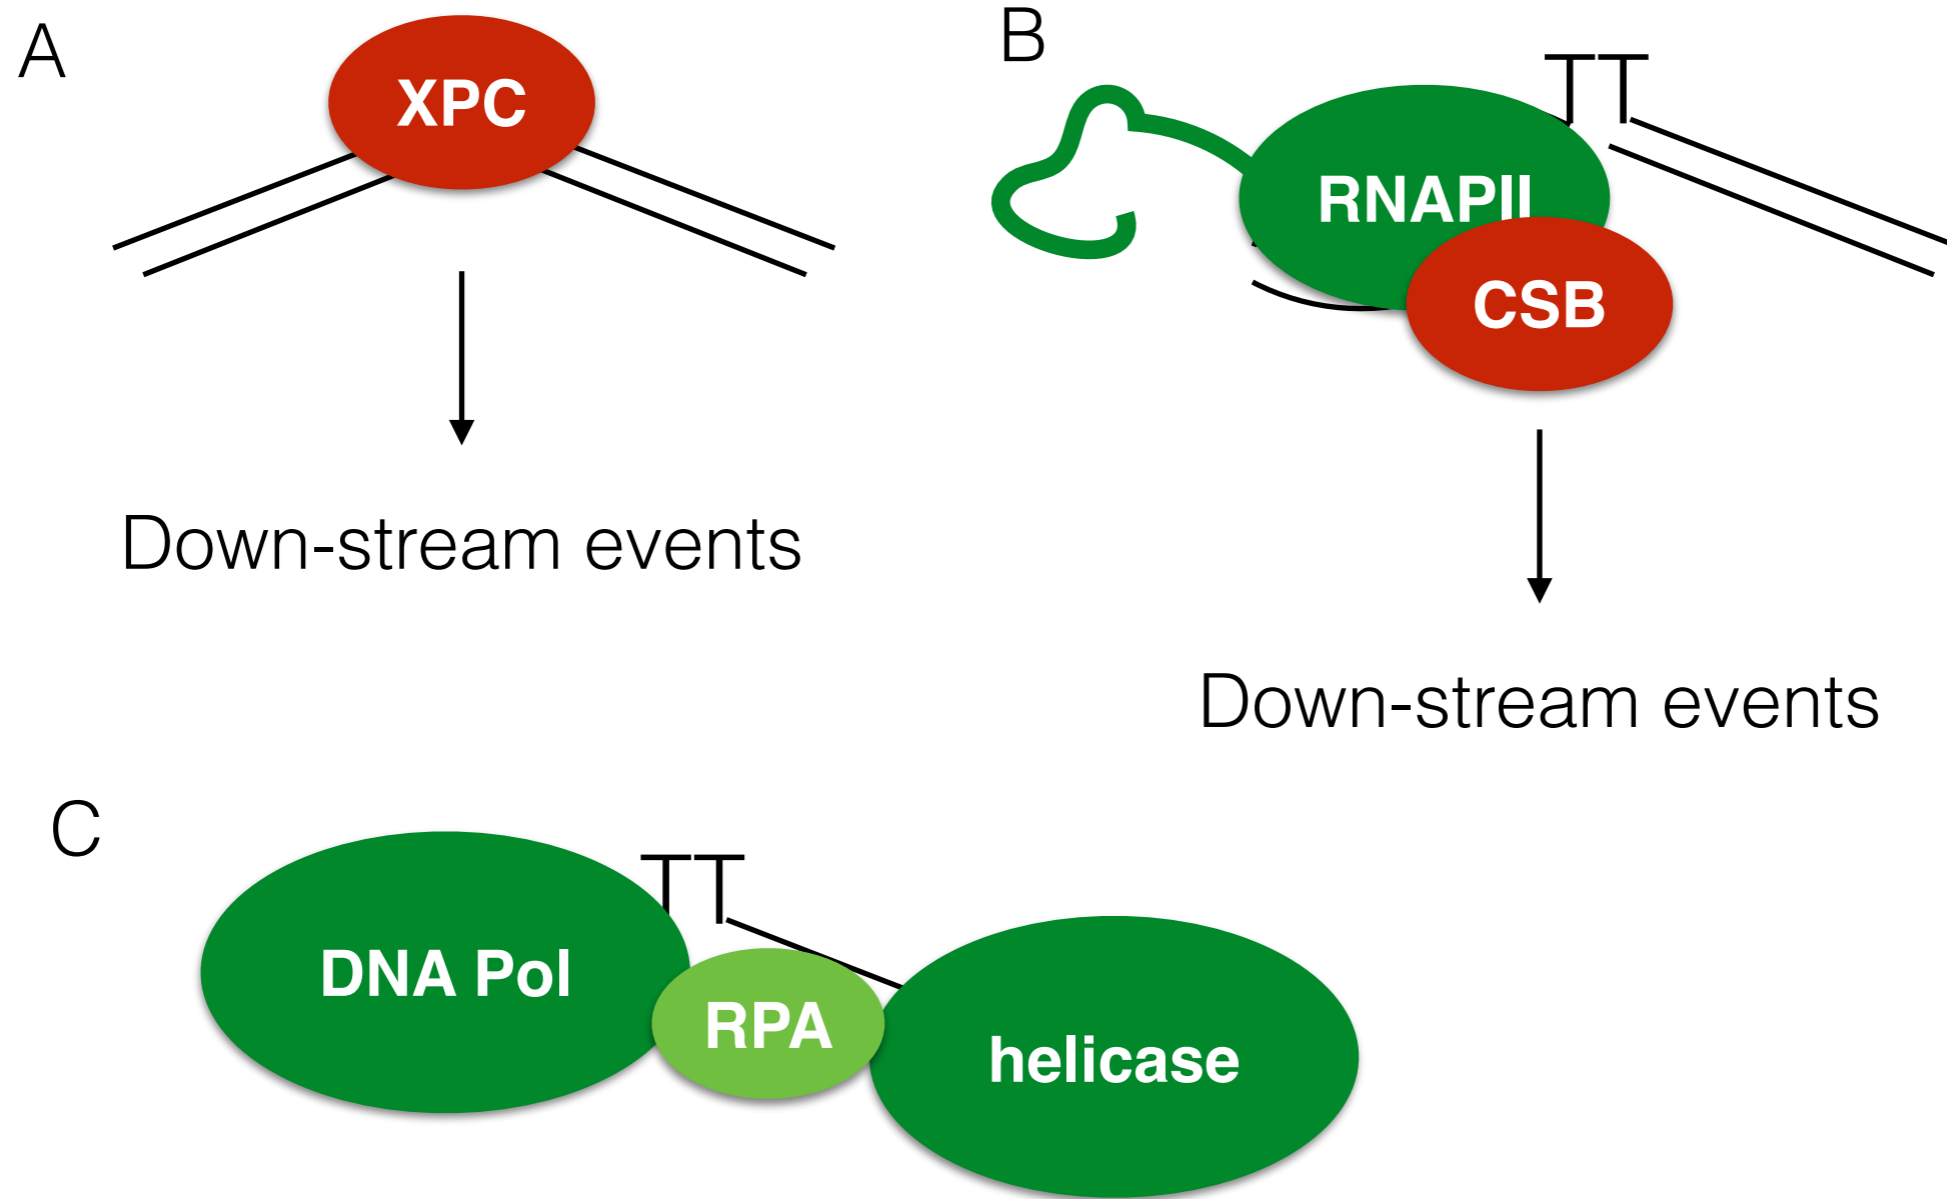 A
XPC
Down-stream events
B
TT
RNAPII
CSB
Down-stream events
C
TT
DNA Pol
RPA
helicase